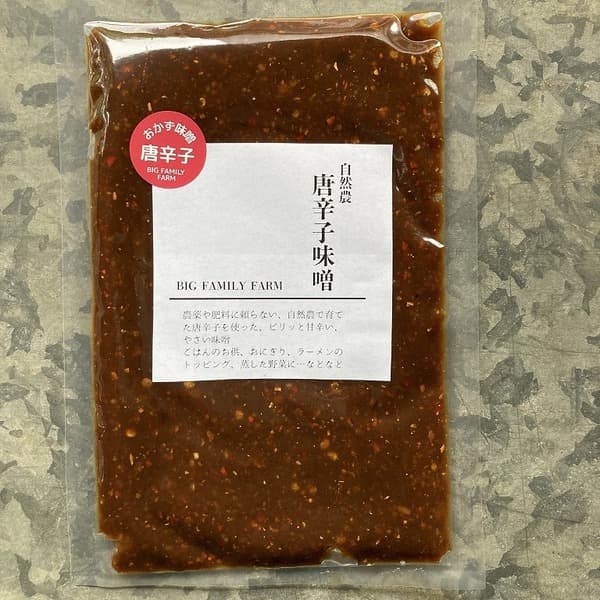 おかず味噌
唐辛子
BIG FAMILY
FARM
自然農
唐辛子味噌
BIG FAMILY FARM
農薬や肥料に頼らない、自然農で育て
た唐辛子を使った、ピリッと甘辛い、
やさい味噌
ごはんのお供、おにぎり、ラーメンの
トッピング、蒸した野菜に…などなど